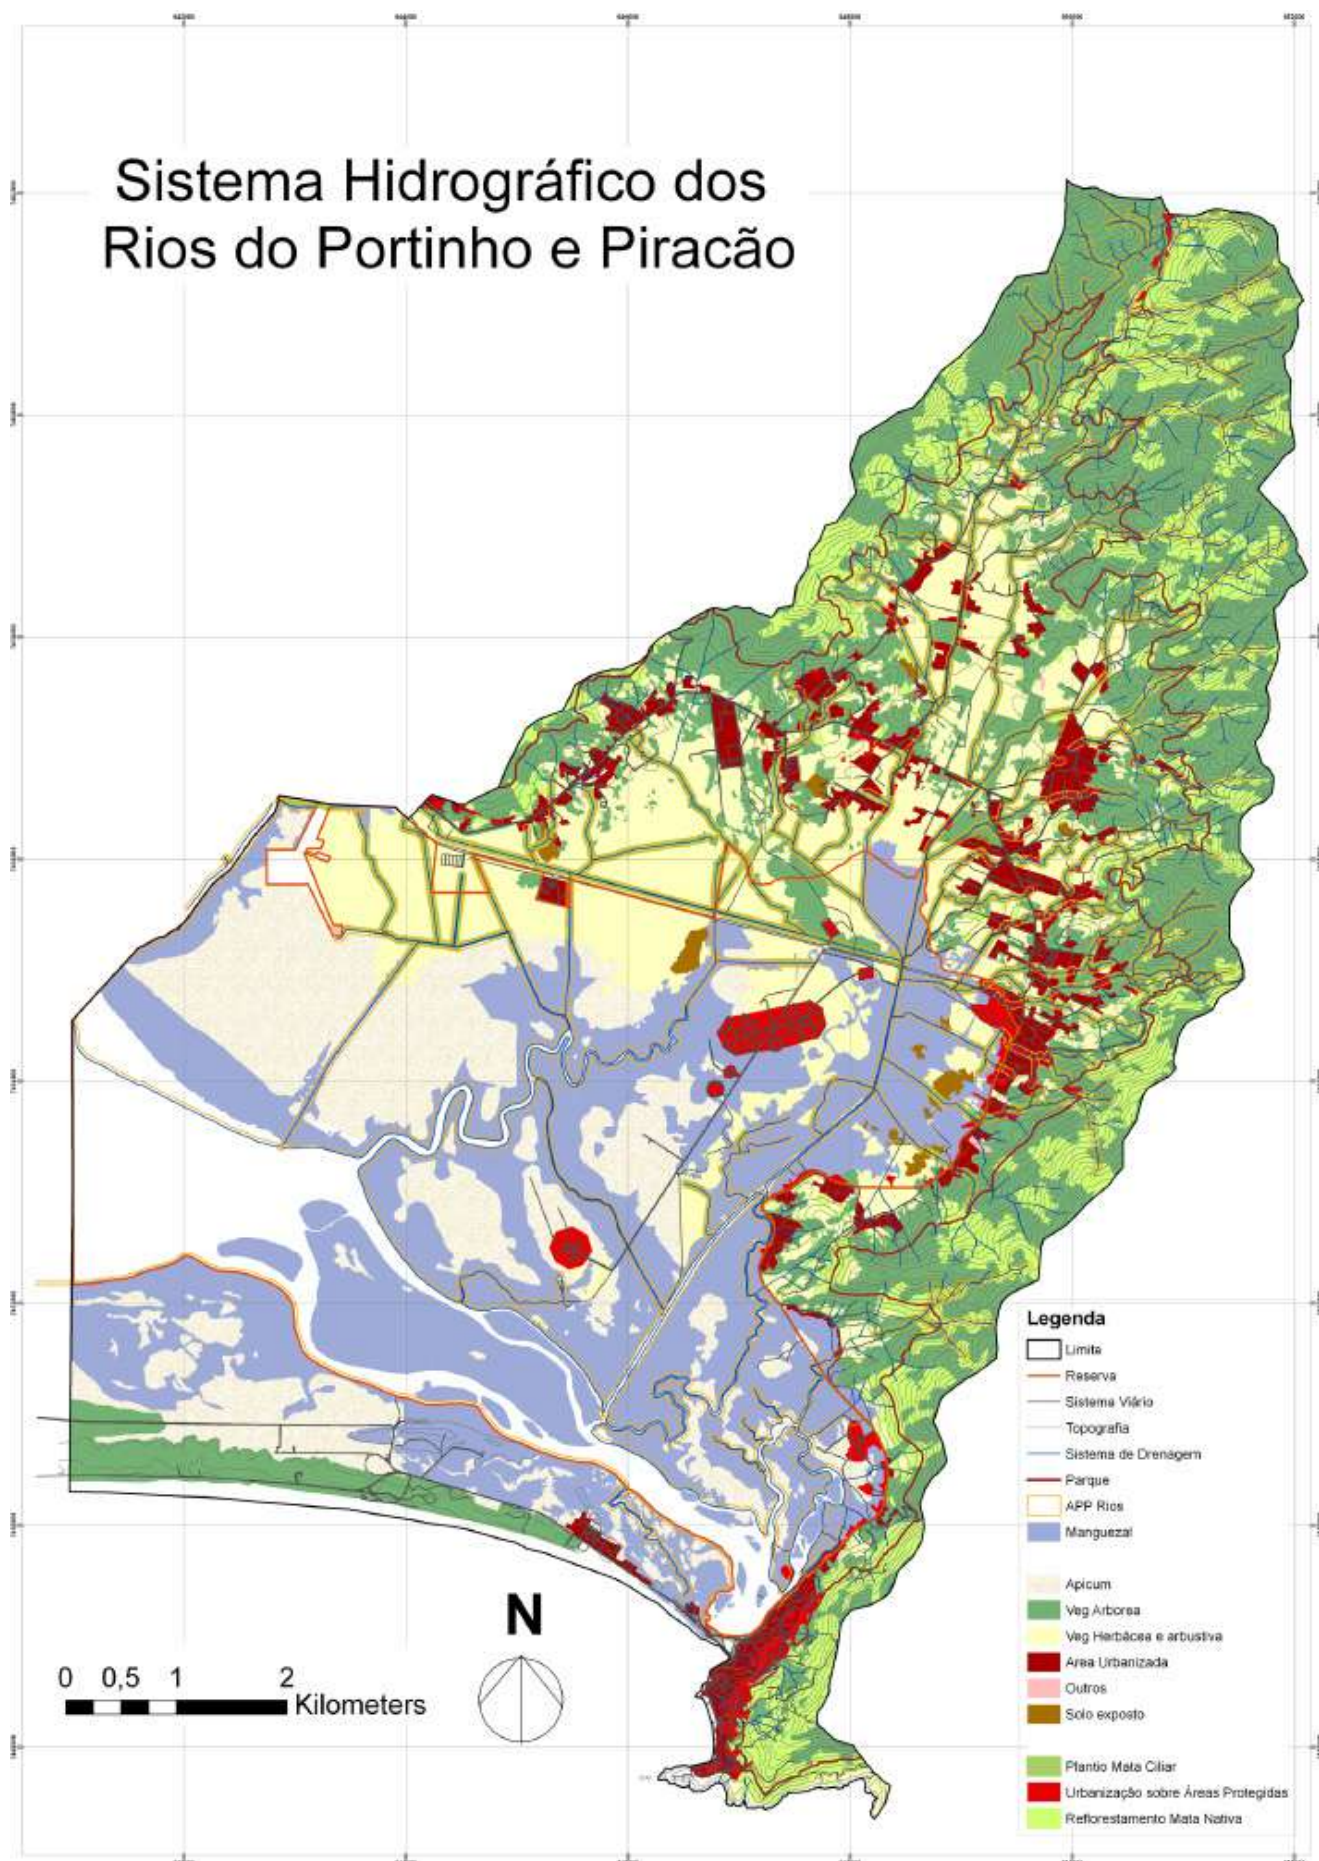 Sistema Hidrográfico dos
Rios do Portinho e Piracão
Legenda
Limite
Reserva
Sistema Viário
Topografia
Sistema de Drenagem
Parque
APP Rios
Manguezal
Apicum
Veg Arborea
Veg Herbácea e arbustiva
Area Urbanizada
Outros
Solo exposto
Plantio Mata Ciliar
Urbanização sobre Áreas Protegidas
Reflorestamento Mata Nativa
N
0 0,5 1 2
Kilometers